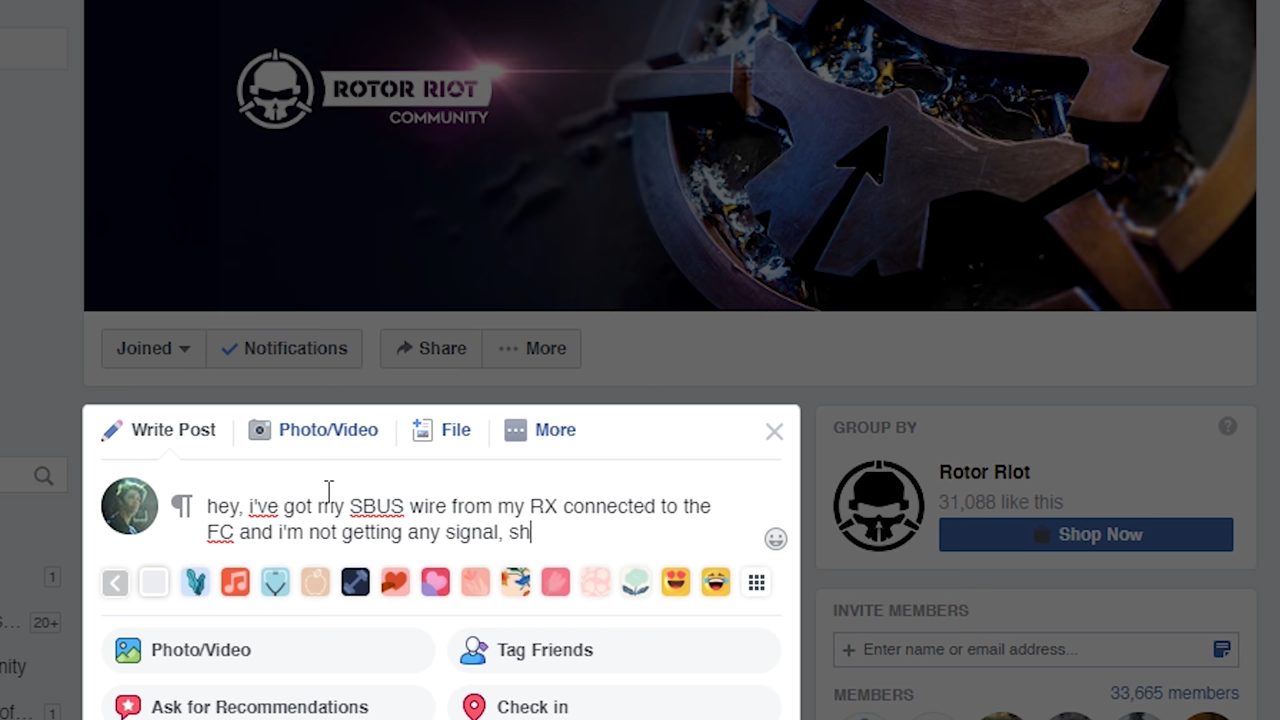 ROTOR RIOT
COMMUNITY
Joined
Notifications
Share
More
Write Post
Photo/Video
File
More
hey, i've got my SBUS wire from my RX connected to the
FC and i'm not getting any signal, sh
Photo/Video
Tag Friends
Ask for Recommendations
Check in
GROUP BY
?
Rotor RIot
31,088 like this
Shop Now
INVITE MEMBERS
+ Enter name or email address...
MEMBERS
33,665 members
1
s... 20+
nity
of... 1